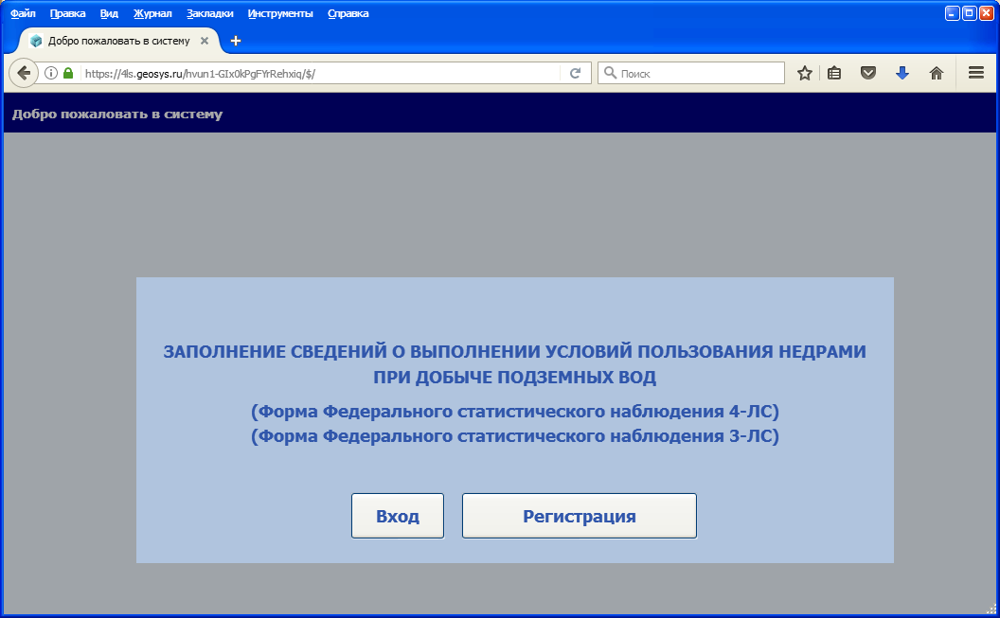 Файл Правка Вид Журнал Закладки Инструменты Справка
Добро пожаловать в систему
https://4ls.geosys.ru/hvun1-GIx0kPgFYrRehxiq/$/
Поиск
Добро пожаловать в систему
ЗАПОЛНЕНИЕ СВЕДЕНИЙ О ВЫПОЛНЕНИИ УСЛОВИЙ ПОЛЬЗОВАНИЯ НЕДРАМИ
ПРИ ДОБЫЧЕ ПОДЗЕМНЫХ ВОД
(Форма Федерального статистического наблюдения 4-ЛС)
(Форма Федерального статистического наблюдения 3-ЛС)
Вход Регистрация